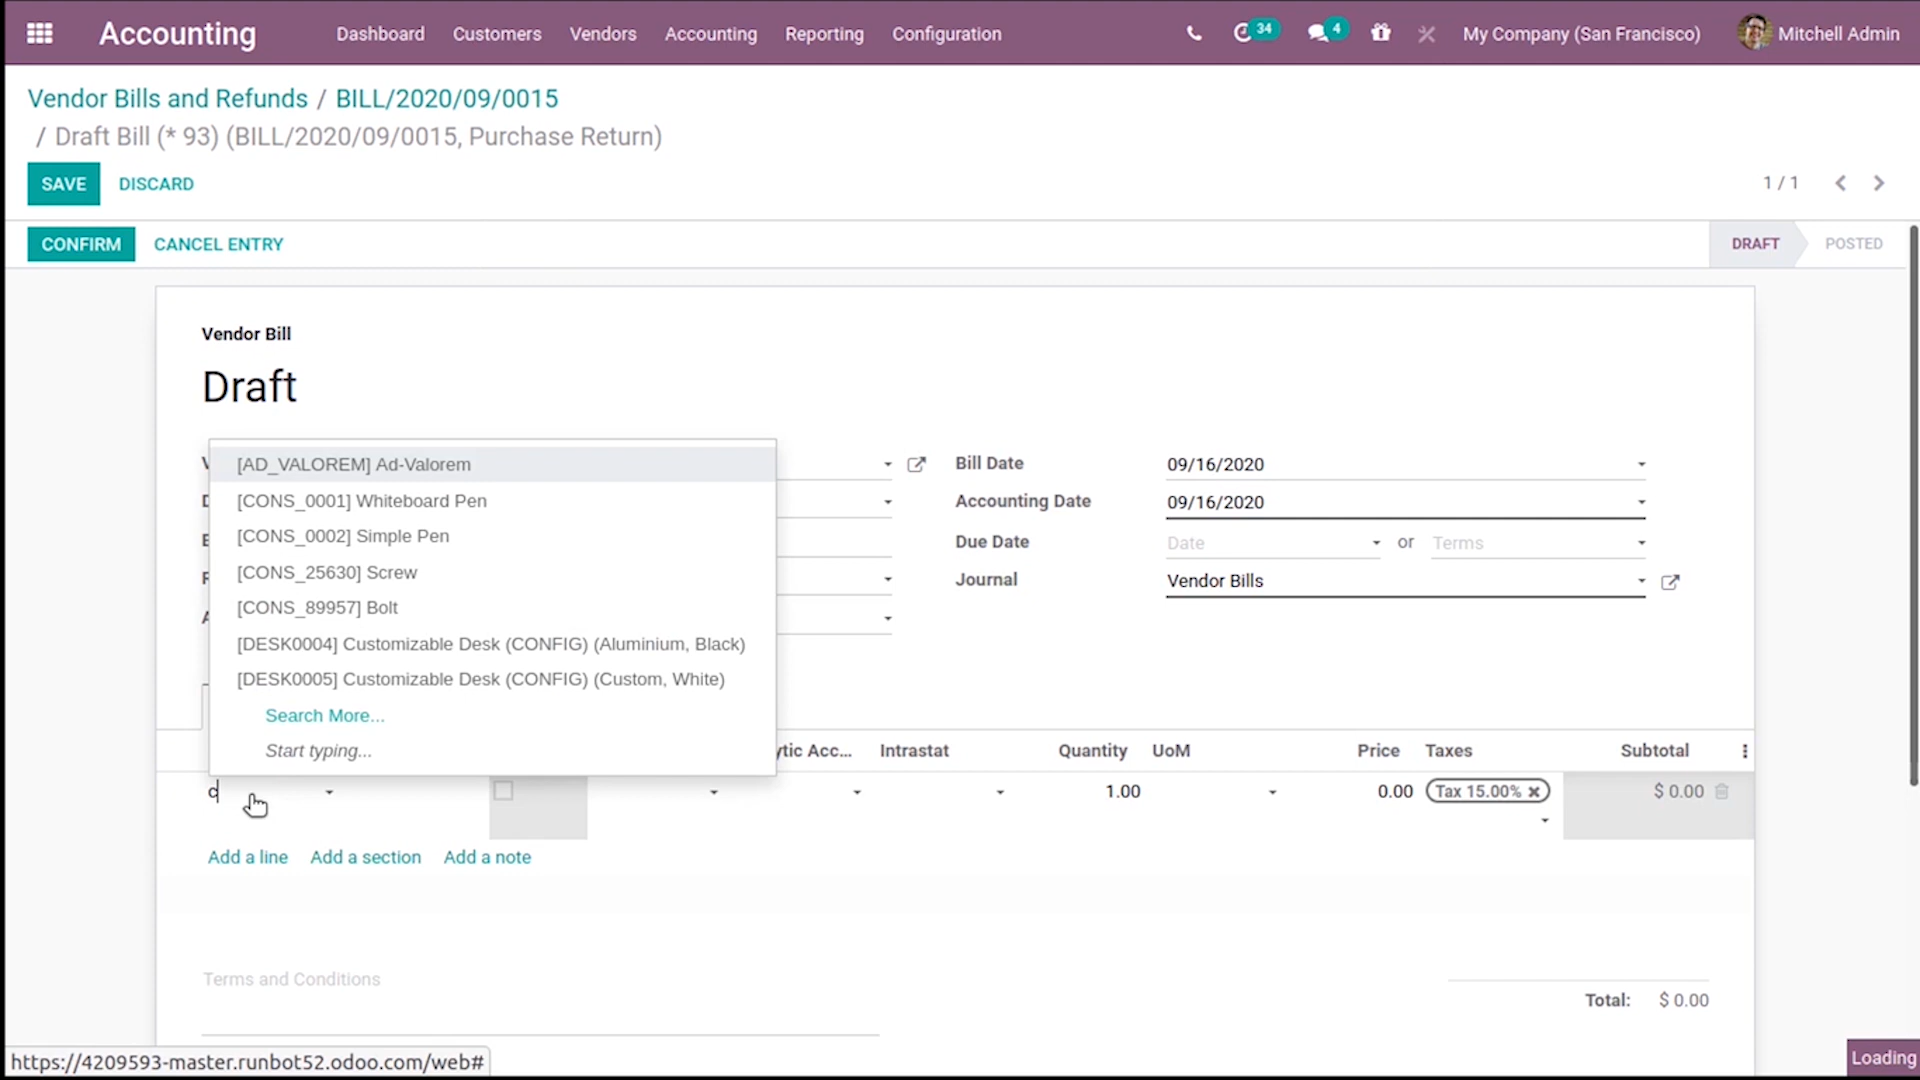 Accounting Dashboard Customers Vendors Accounting Reporting Configuration 34 4 My Company (San Francisco) Mitchell Admin
Vendor Bills and Refunds / BILL/2020/09/0015
/ Draft Bill (* 93) (BILL/2020/09/0015, Purchase Return)
SAVE DISCARD 1 / 1
CONFIRM CANCEL ENTRY DRAFT POSTED
Vendor Bill
Draft
[AD_VALOREM] Ad-Valorem
[CONS_0001] Whiteboard Pen
[CONS_0002] Simple Pen
[CONS_25630] Screw
[CONS_89957] Bolt
[DESK0004] Customizable Desk (CONFIG) (Aluminium, Black)
[DESK0005] Customizable Desk (CONFIG) (Custom, White)
Search More...
Start typing...
Bill Date 09/16/2020
Accounting Date 09/16/2020
Due Date Date or Terms
Journal Vendor Bills
ytic Acc... Intrastat Quantity UoM Price Taxes Subtotal
c 1.00 0.00 Tax 15.00% × $ 0.00
Add a line Add a section Add a note
Terms and Conditions
Total: $ 0.00
https://4209593-master.runbot52.odoo.com/web#
Loading